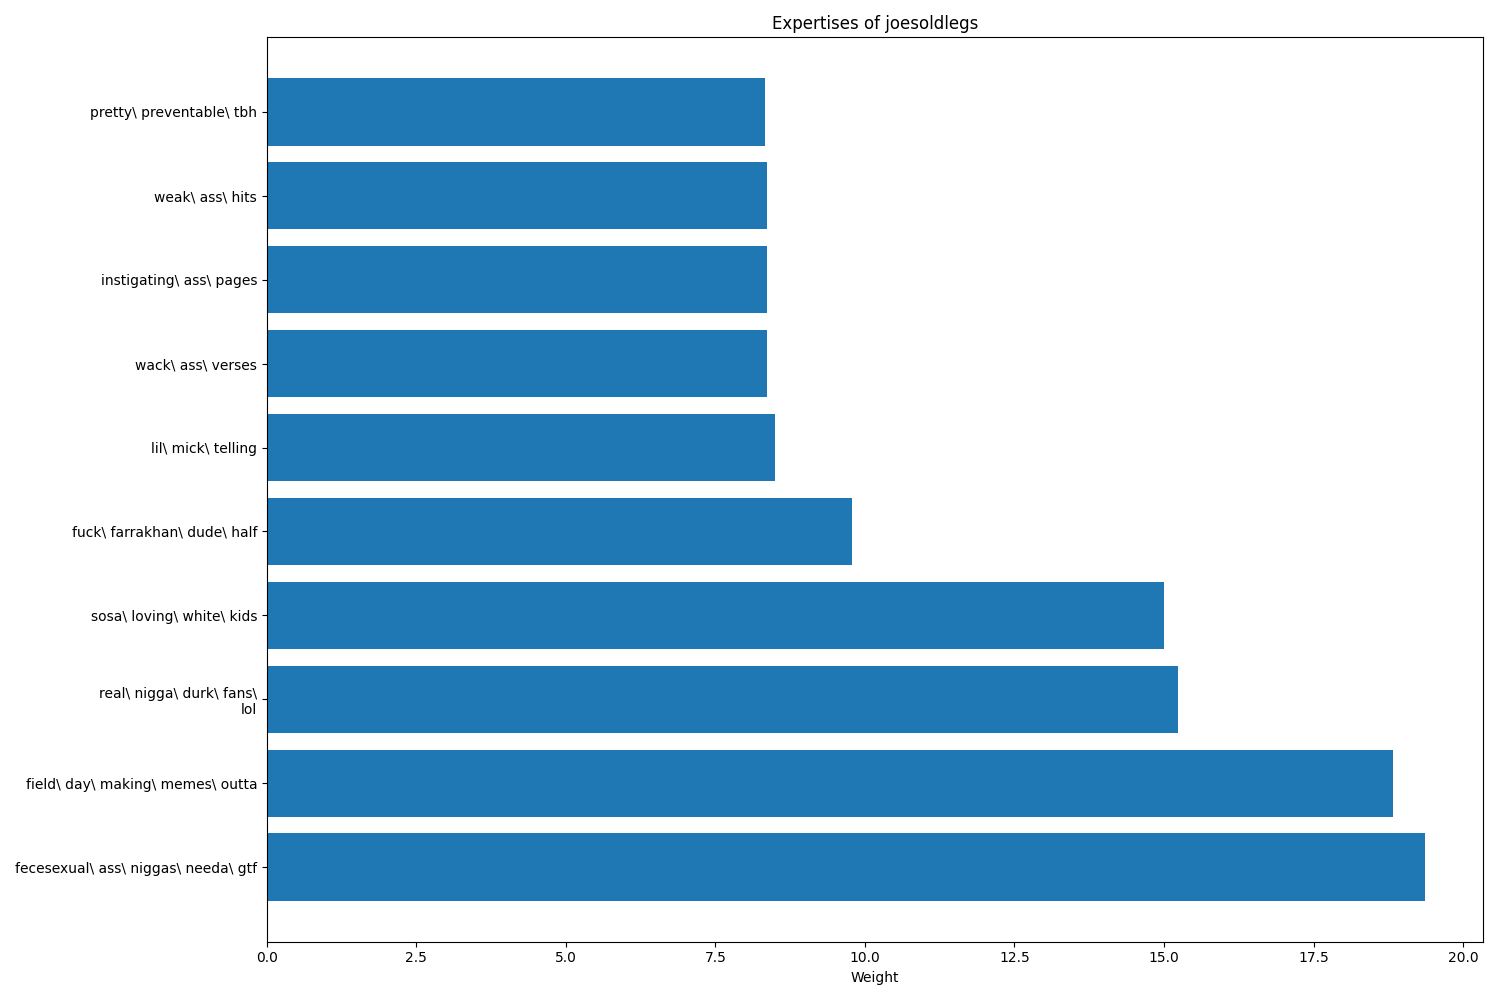 Expertises of joesoldlegs
pretty\ preventable\ tbh
weak\ ass\ hits
instigating\ ass\ pages
wack\ ass\ verses
lil\ mick\ telling
fuck\ farrakhan\ dude\ half
sosa\ loving\ white\ kids
real\ nigga\ durk\ fans\
lol
field\ day\ making\ memes\ outta
fecesexual\ ass\ niggas\ needa\ gtf
0.0 2.5 5.0 7.5 10.0 12.5 15.0 17.5 20.0
Weight